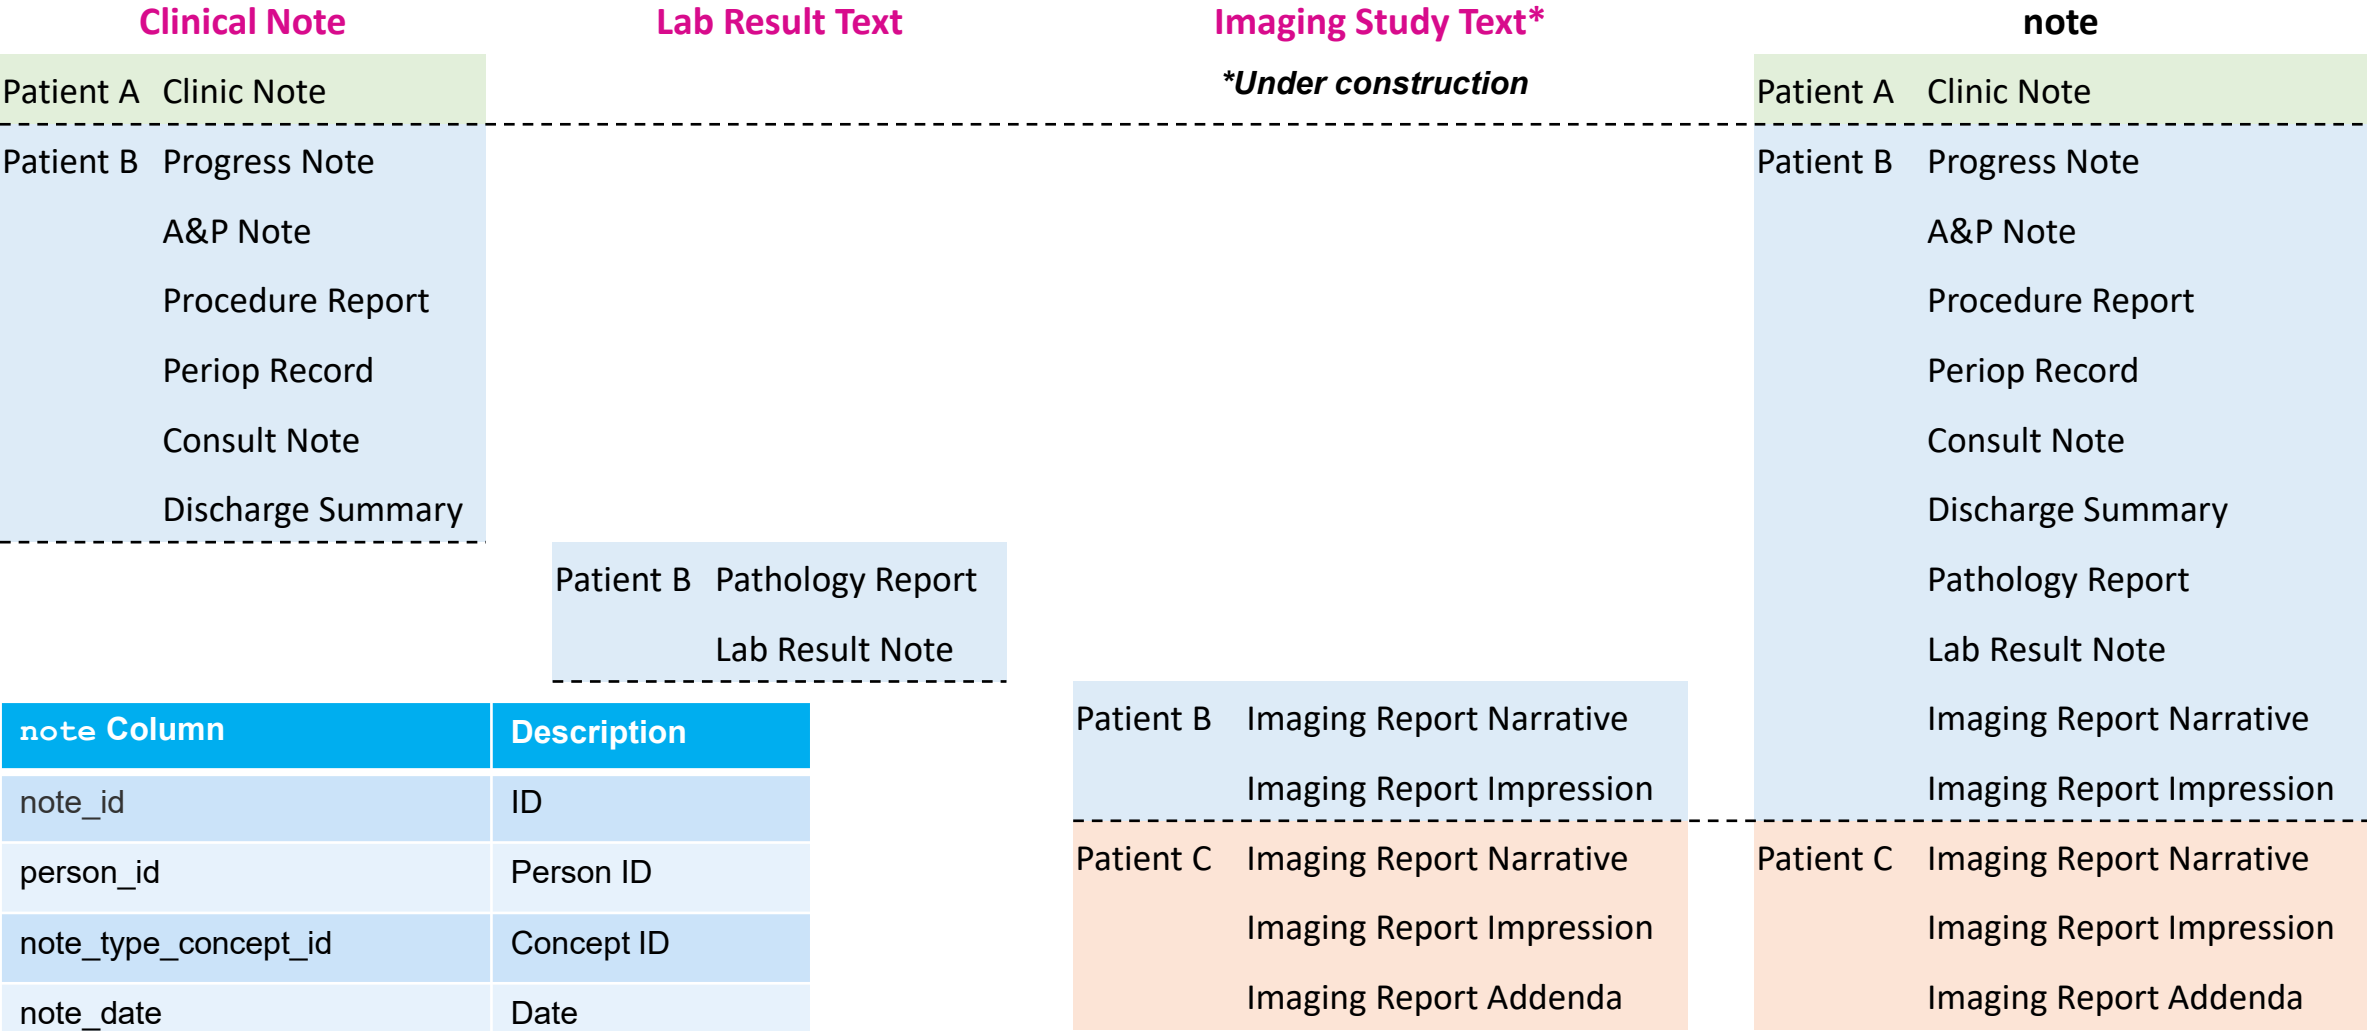 Clinical Note
Patient A Clinic Note
Patient B Progress Note
A&P Note
Procedure Report
Periop Record
Consult Note
Discharge Summary
Lab Result Text
Patient B Pathology Report
Lab Result Note
Imaging Study Text*
*Under construction
Patient B Imaging Report Narrative
Imaging Report Impression
Patient C Imaging Report Narrative
Imaging Report Impression
Imaging Report Addenda
note
Patient A Clinic Note
Patient B Progress Note
A&P Note
Procedure Report
Periop Record
Consult Note
Discharge Summary
Pathology Report
Lab Result Note
Imaging Report Narrative
Imaging Report Impression
Patient C Imaging Report Narrative
Imaging Report Impression
Imaging Report Addenda
note Column Description
note_id ID
person_id Person ID
note_type_concept_id Concept ID
note_date Date